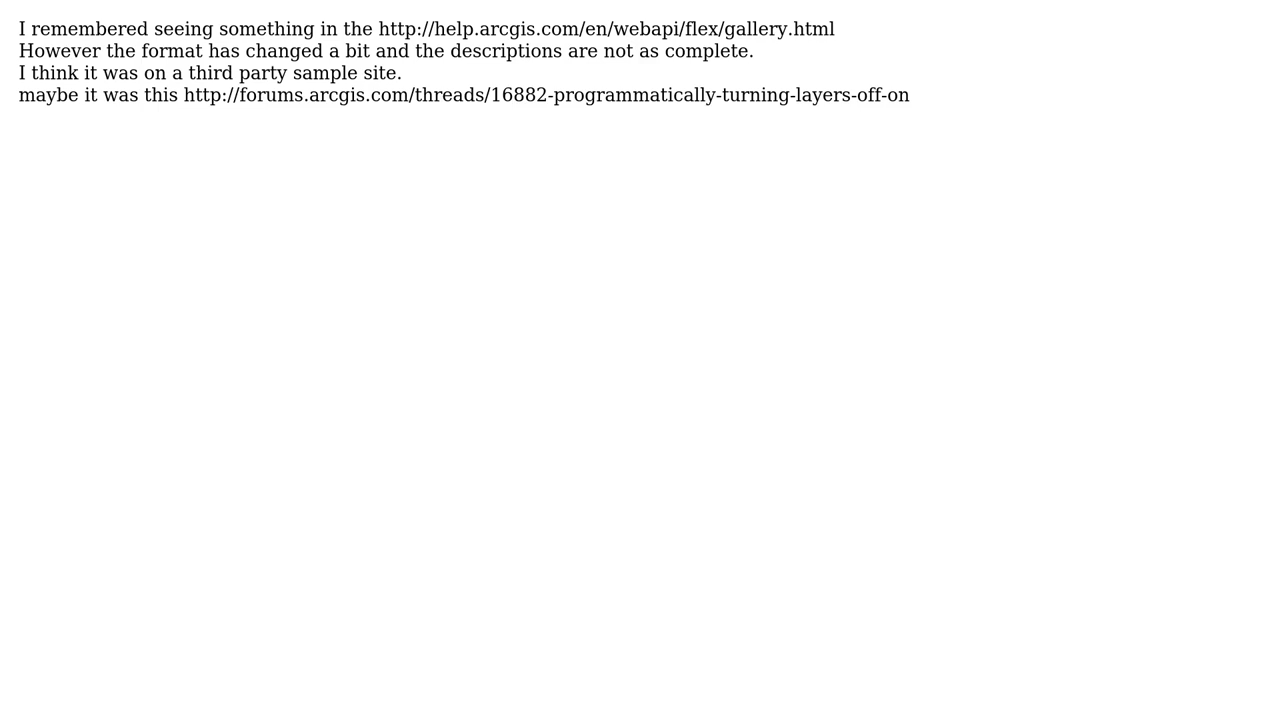 I remembered seeing something in the http://help.arcgis.com/en/webapi/flex/gallery.html
However the format has changed a bit and the descriptions are not as complete.
I think it was on a third party sample site.
maybe it was this http://forums.arcgis.com/threads/16882-programmatically-turning-layers-off-on